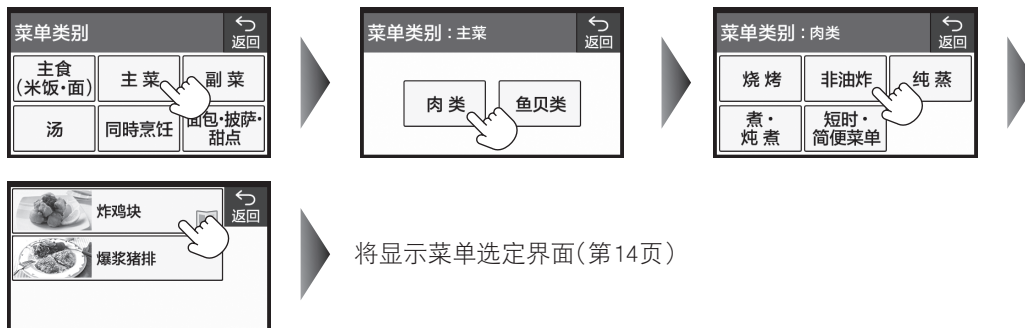 菜单类别
返回
主食
(米饭·面)
主 菜
副 菜
汤
同時烹饪
面包·披萨·
甜点
菜单类别：主菜
返回
肉 类
鱼贝类
菜单类别：肉类
返回
烧 烤
非油炸
纯 蒸
煮·
炖 煮
短时·
简便菜单
炸鸡块
返回
爆浆猪排
将显示菜单选定界面(第14页)